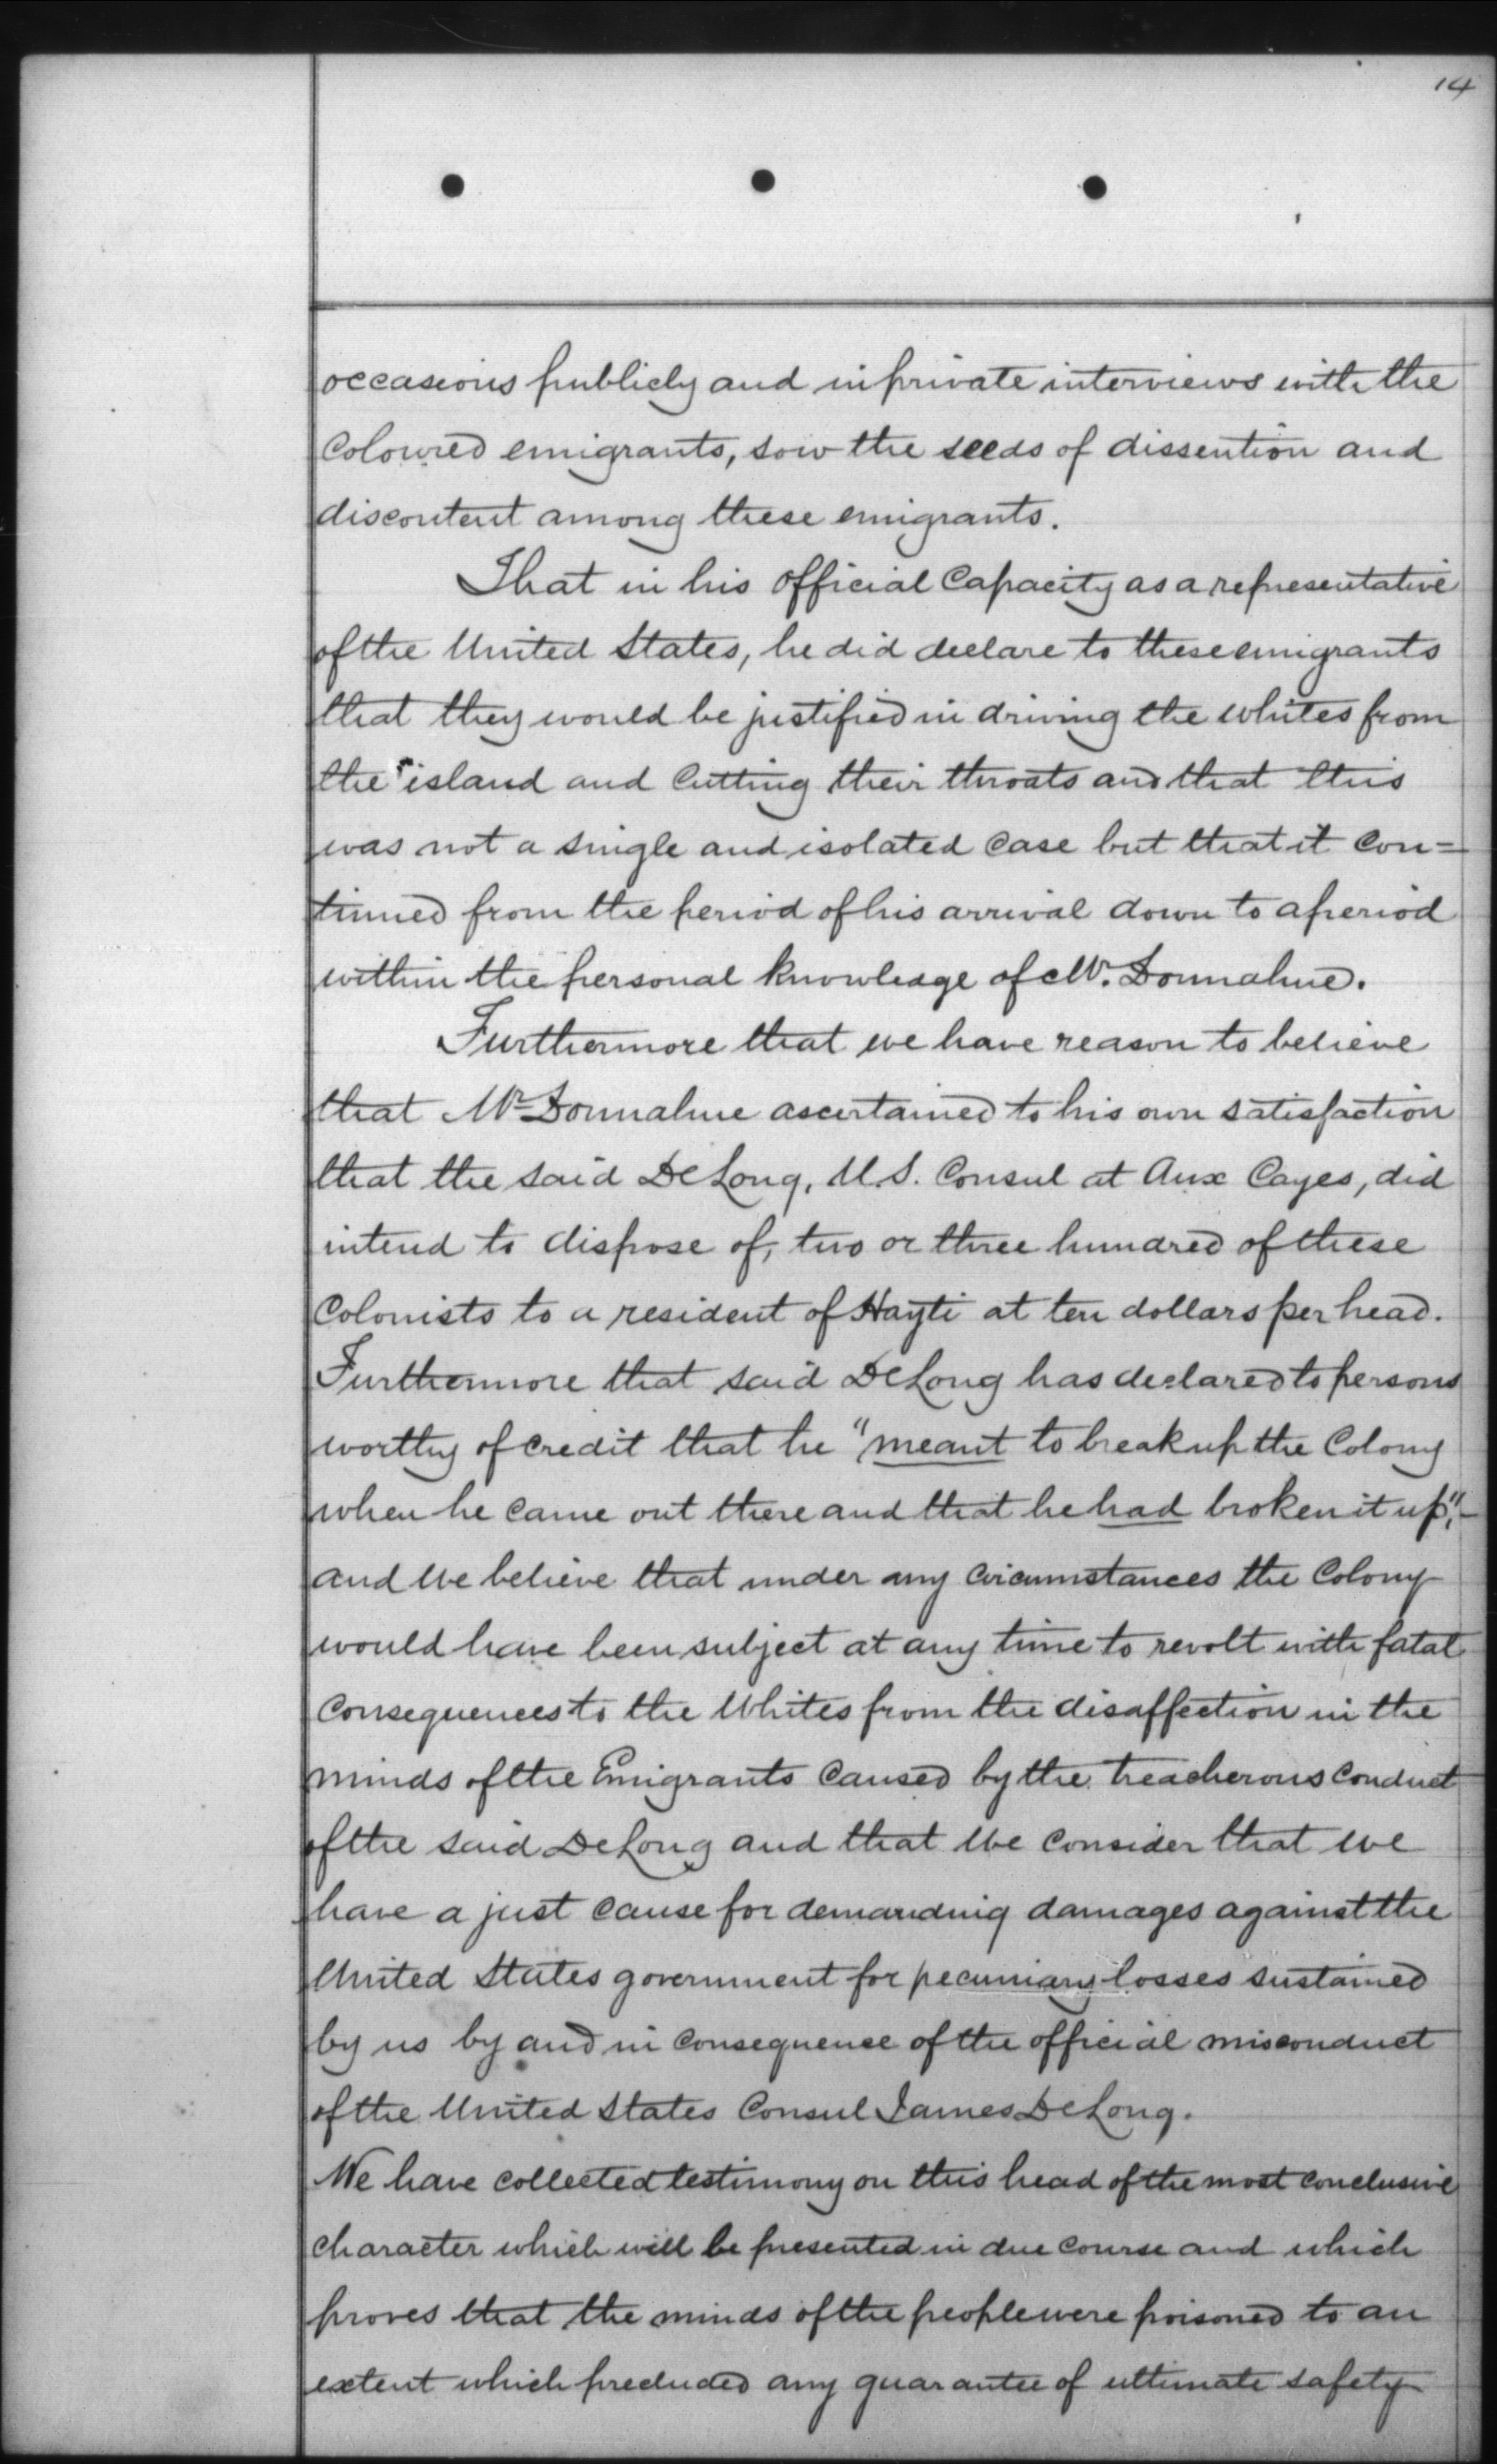 14
occasions publicly and in private interviews with the
Coloured emigrants, sow the seeds of dissention and
discontent among these emigrants.
That in his official Capacity as a representative
of the United States, he did declare to these emigrants
that they would be justified in driving the whites from
the island and Cutting their throats and that this
was not a single and isolated Case but that it Con=
tinued from the period of his arrival down to a period
within the personal knowledge of Mr. Donnahue.
Furthermore that we have reason to believe
that Mr Donnahue ascertained to his own satisfaction
that the said DeLong, U.S. Consul at Aux Cayes, did
intend to dispose of, two or three hundred of these
Colonists to a resident of Hayti at ten dollars per head.
Furthermore that said DeLong has declared to persons
worthy of Credit that he "meant to break up the Colony
when he Came out there and that he had broken it up",-
and we believe that under any Circumstances the Colony
would have been subject at any time to revolt with fatal
Consequences to the Whites from the disaffection in the
minds of the Emigrants Caused by the treacherous Conduct
of the said DeLong and that we Consider that we
have a just Cause for demanding damages against the
United States government for pecuniary losses sustained
by us by and in Consequence of the official misconduct
of the United States Consul James DeLong.
We have collected testimony on this head of the most Conclusive
Character which will be presented in due Course and which
proves that the minds of the people were poisoned to an
extent which precluded any guarantee of ultimate safety